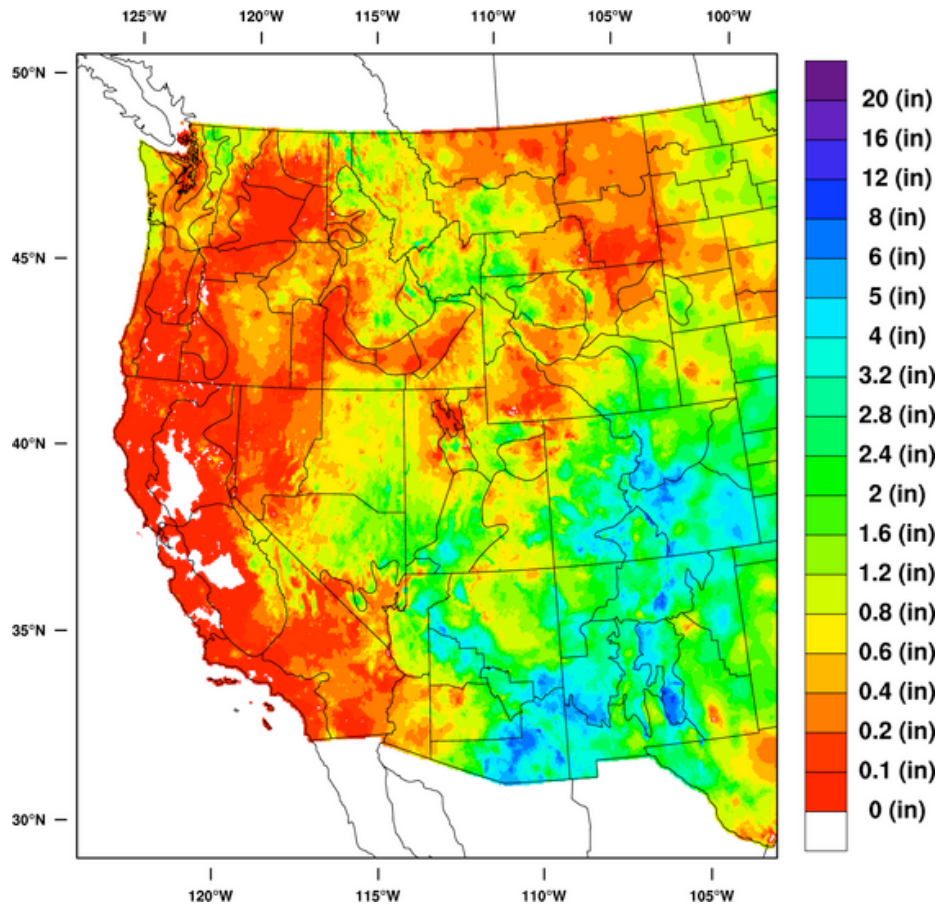 125°W 120°W 115°W 110°W 105°W 100°W
50°N
45°N
40°N
35°N
30°N
120°W 115°W 110°W 105°W
20 (in)
16 (in)
12 (in)
8 (in)
6 (in)
5 (in)
4 (in)
3.2 (in)
2.8 (in)
2.4 (in)
2 (in)
1.6 (in)
1.2 (in)
0.8 (in)
0.6 (in)
0.4 (in)
0.2 (in)
0.1 (in)
0 (in)